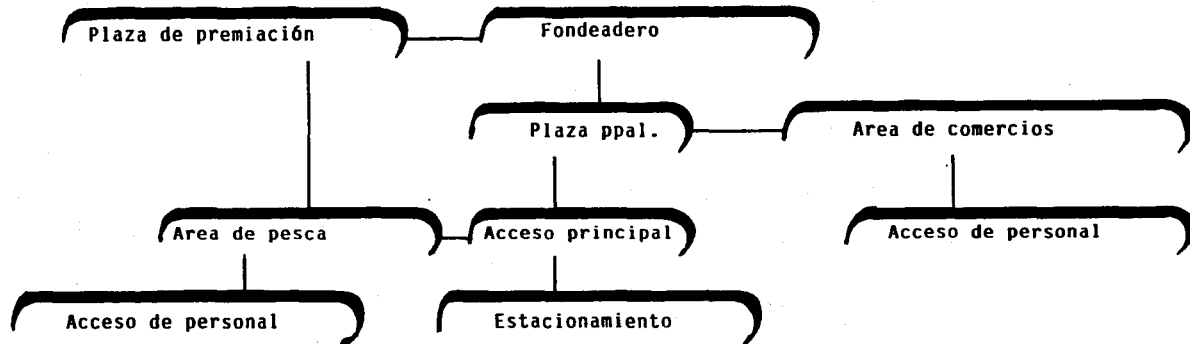 Plaza de premiación
Fondeadero
Plaza ppal.
Area de comercios
Area de pesca
Acceso principal
Acceso de personal
Acceso de personal
Estacionamiento